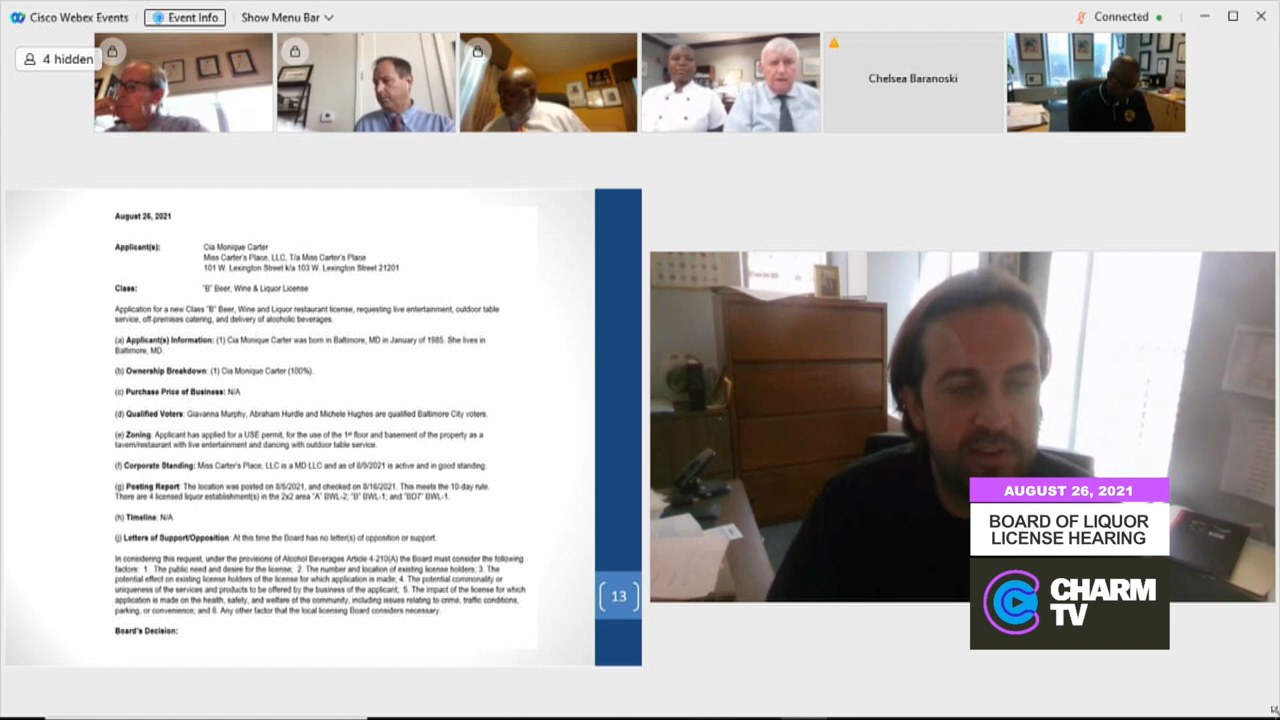 Cisco Webex Events
Event Info
Show Menu Bar
Connected
4 hidden
Chelsea Baranoski
August 26, 2021
Applicant(s): Cia Monique Carter
Miss Carter's Place, LLC, T/a Miss Carter's Place
101 W. Lexington Street k/a 103 W. Lexington Street 21201
Class: "B" Beer, Wine & Liquor License
Application for a new Class "B" Beer, Wine and Liquor restaurant license, requesting live entertainment, outdoor table
service, off-premises catering, and delivery of alcoholic beverages.
(a) Applicant(s) Information: (1) Cia Monique Carter was born in Baltimore, MD in January of 1985. She lives in
Baltimore, MD.
(b) Ownership Breakdown: (1) Cia Monique Carter (100%).
(c) Purchase Price of Business: N/A
(d) Qualified Voters: Giavanna Murphy, Abraham Hurdle and Michele Hughes are qualified Baltimore City voters.
(e) Zoning: Applicant has applied for a USE permit, for the use of the 1st floor and basement of the property as a
tavern/restaurant with live entertainment and dancing with outdoor table service.
(f) Corporate Standing: Miss Carter's Place, LLC is a MD LLC and as of 8/9/2021 is active and in good standing.
(g) Posting Report: The location was posted on 8/5/2021, and checked on 8/16/2021. This meets the 10-day rule.
There are 4 licensed liquor establishment(s) in the 2x2 area "A" BWL-2; "B" BWL-1; and "BD7" BWL-1.
(h) Timeline: N/A
(j) Letters of Support/Opposition: At this time the Board has no letter(s) of opposition or support.
In considering this request, under the provisions of Alcohol Beverages Article 4-210(A) the Board must consider the following
factors: 1. The public need and desire for the license; 2. The number and location of existing license holders; 3. The
potential effect on existing license holders of the license for which application is made; 4. The potential commonality or
uniqueness of the services and products to be offered by the business of the applicant; 5. The impact of the license for which
application is made on the health, safety, and welfare of the community, including issues relating to crime, traffic conditions,
parking, or convenience; and 6. Any other factor that the local licensing Board considers necessary.
Board's Decision:
13
AUGUST 26, 2021
BOARD OF LIQUOR
LICENSE HEARING
CHARM
TV